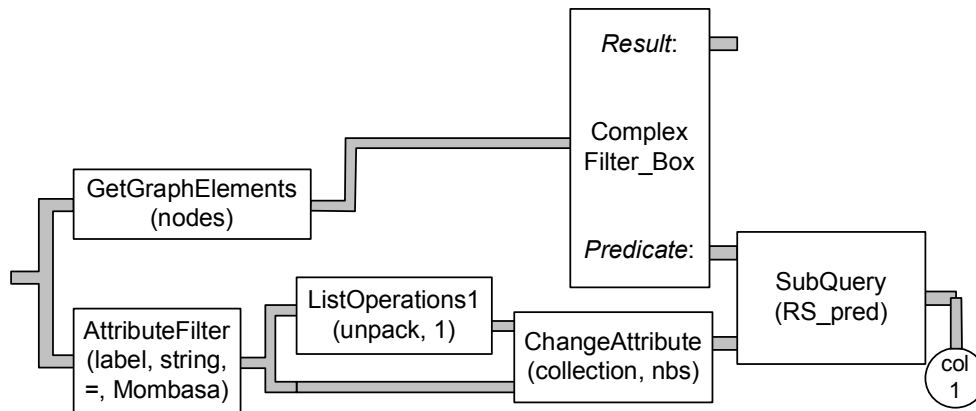 Result:
Complex
Filter_Box
Predicate:
GetGraphElements
(nodes)
SubQuery
(RS_pred)
ListOperations1
(unpack, 1)
AttributeFilter
(label, string,
=, Mombasa)
ChangeAttribute
(collection, nbs)
col
1